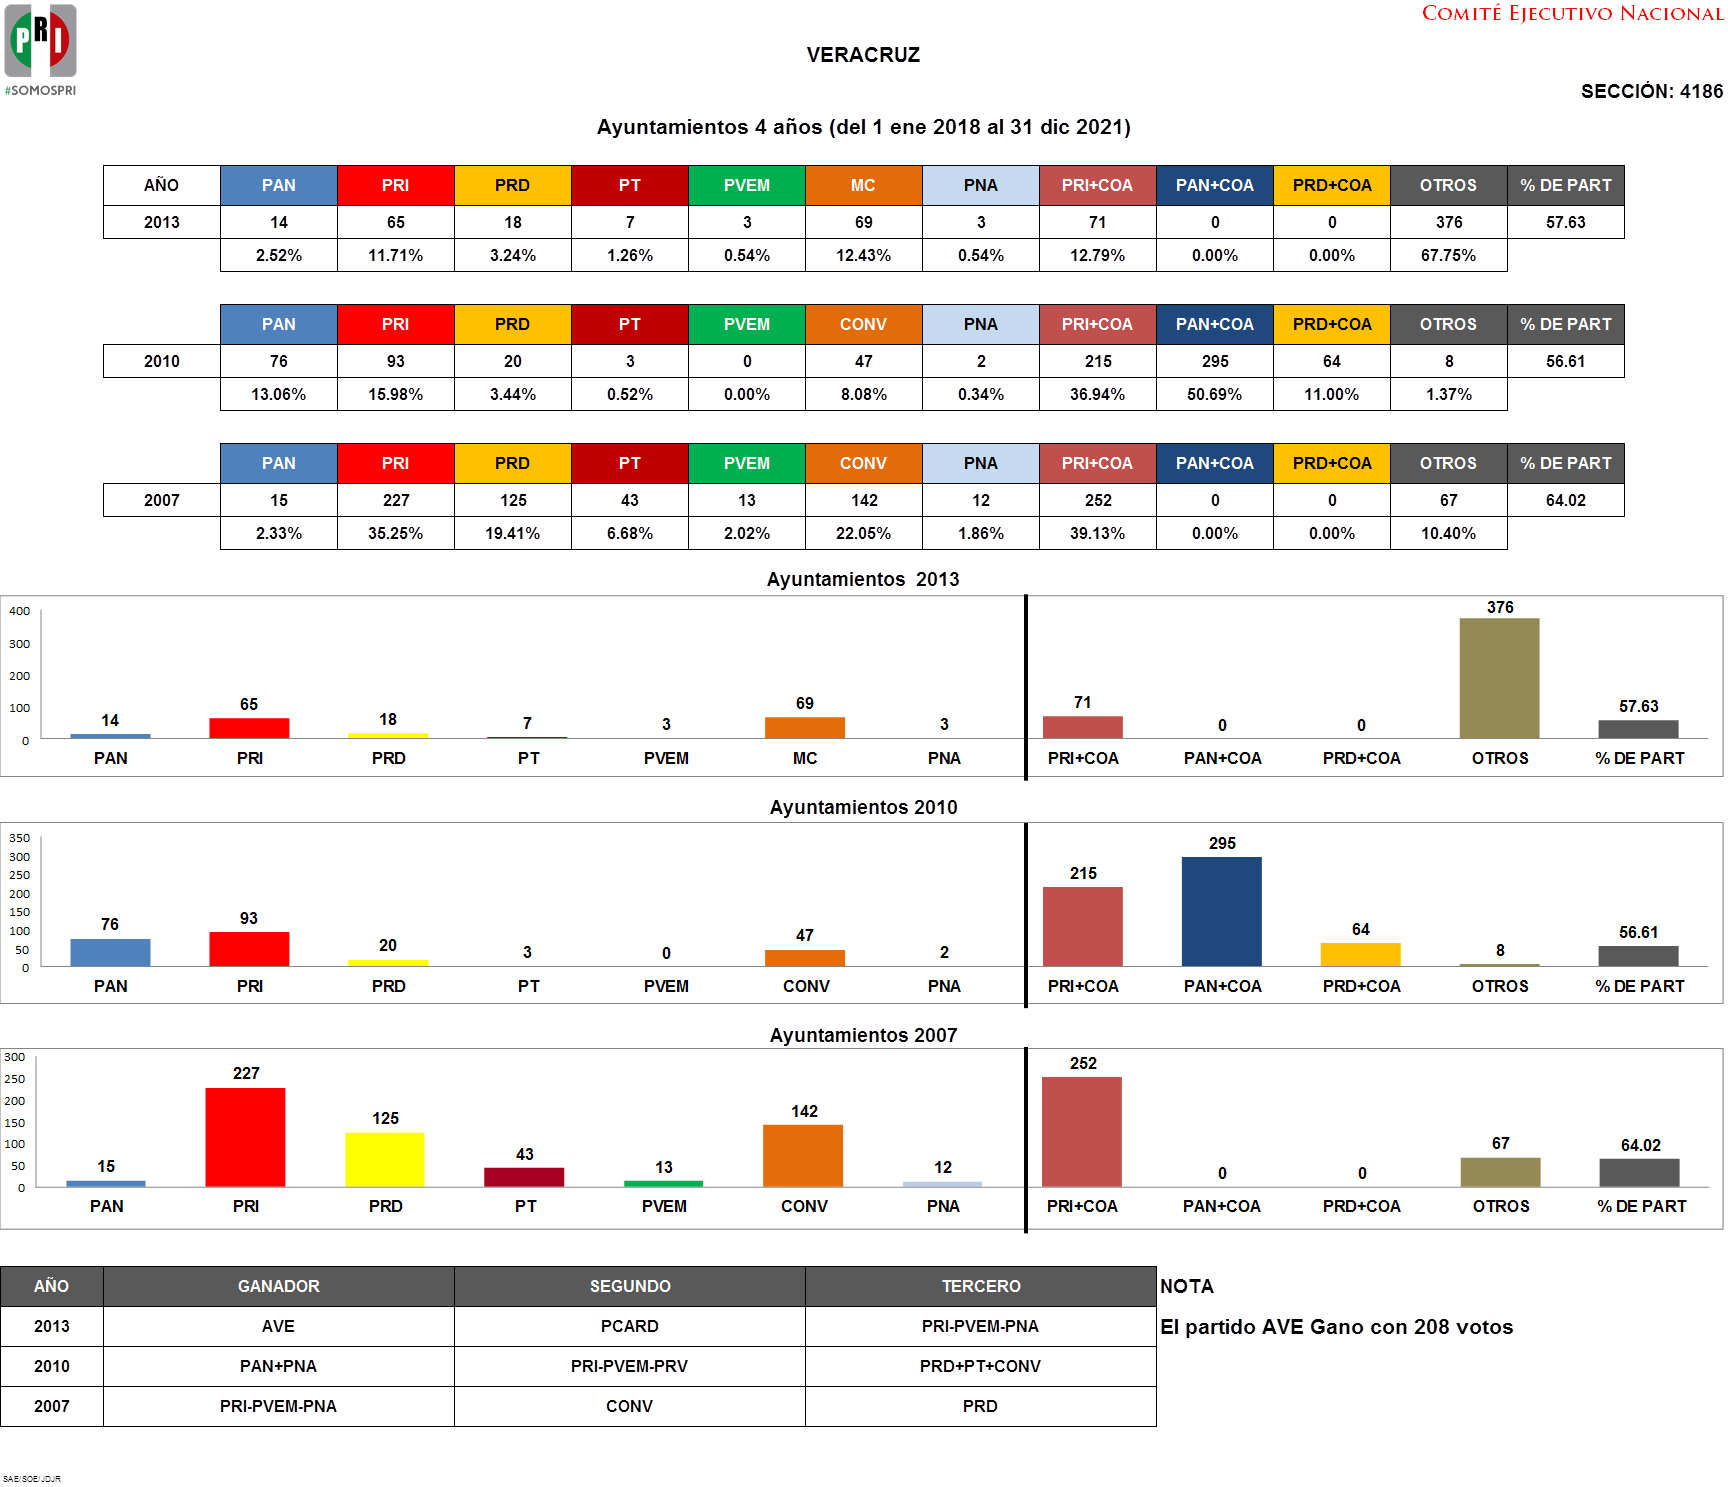 PRI
#SOMOSPRI
COMITÉ EJECUTIVO NACIONAL
VERACRUZ
SECCIÓN: 4186
Ayuntamientos 4 años (del 1 ene 2018 al 31 dic 2021)
AÑO PAN PRI PRD PT PVEM MC PNA PRI+COA PAN+COA PRD+COA OTROS % DE PART
2013 14 65 18 7 3 69 3 71 0 0 376 57.63
2.52% 11.71% 3.24% 1.26% 0.54% 12.43% 0.54% 12.79% 0.00% 0.00% 67.75%
PAN PRI PRD PT PVEM CONV PNA PRI+COA PAN+COA PRD+COA OTROS % DE PART
2010 76 93 20 3 0 47 2 215 295 64 8 56.61
13.06% 15.98% 3.44% 0.52% 0.00% 8.08% 0.34% 36.94% 50.69% 11.00% 1.37%
PAN PRI PRD PT PVEM CONV PNA PRI+COA PAN+COA PRD+COA OTROS % DE PART
2007 15 227 125 43 13 142 12 252 0 0 67 64.02
2.33% 35.25% 19.41% 6.68% 2.02% 22.05% 1.86% 39.13% 0.00% 0.00% 10.40%
Ayuntamientos 2013
400
300
200
100
0
14 65 18 7 3 69 3 71 0 0 376 57.63
PAN PRI PRD PT PVEM MC PNA PRI+COA PAN+COA PRD+COA OTROS % DE PART
Ayuntamientos 2010
350
300
250
200
150
100
50
0
76 93 20 3 0 47 2 215 295 64 8 56.61
PAN PRI PRD PT PVEM CONV PNA PRI+COA PAN+COA PRD+COA OTROS % DE PART
Ayuntamientos 2007
300
250
200
150
100
50
0
15 227 125 43 13 142 12 252 0 0 67 64.02
PAN PRI PRD PT PVEM CONV PNA PRI+COA PAN+COA PRD+COA OTROS % DE PART
AÑO GANADOR SEGUNDO TERCERO NOTA
2013 AVE PCARD PRI-PVEM-PNA El partido AVE Gano con 208 votos
2010 PAN+PNA PRI-PVEM-PRV PRD+PT+CONV
2007 PRI-PVEM-PNA CONV PRD
SAE/SOE/JDJR